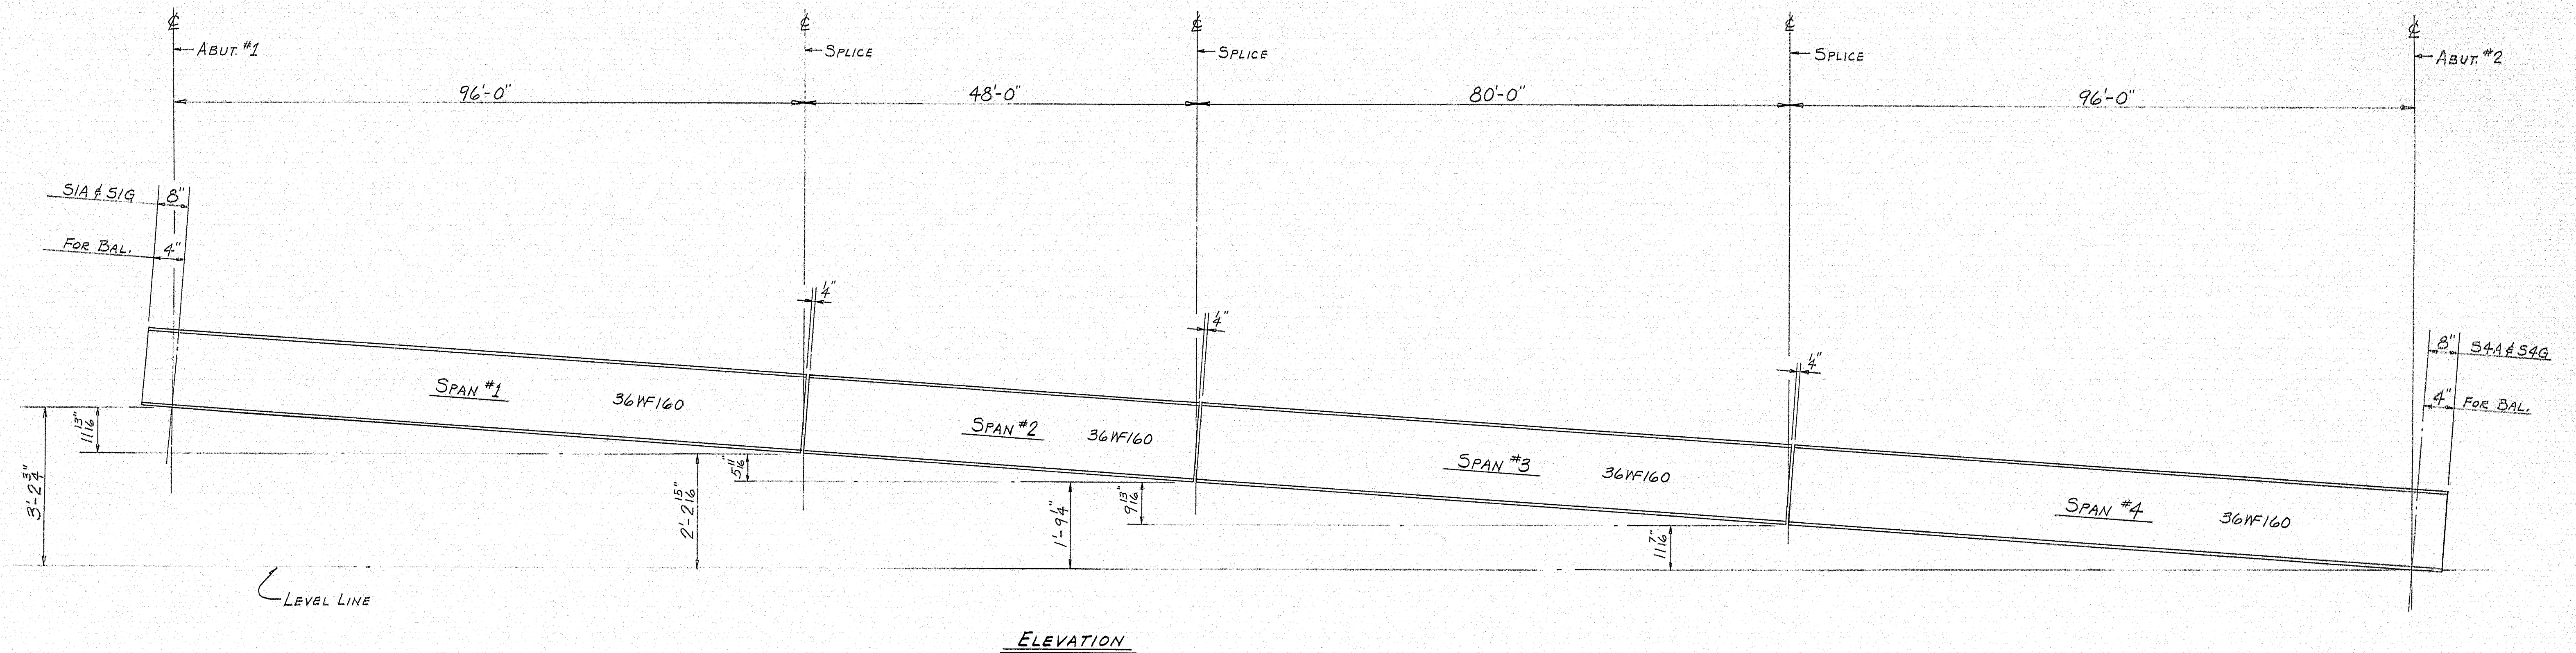 ℄ ℄ ℄ ℄ ℄
ABUT. #1
SPLICE
SPLICE
SPLICE
ABUT. #2
96'-0"
48'-0"
80'-0"
96'-0"
S1A & S1G 8"
FOR BAL. 4"
1/4"
1/4"
1/4"
8" S4A & S4G
4" FOR BAL.
SPAN #1 36WF160
SPAN #2 36WF160
SPAN #3 36WF160
SPAN #4 36WF160
11 13/16"
3'-2 3/4"
2'-2 15/16"
5 11/16"
1'-9 1/4"
9 13/16"
11 7/16"
LEVEL LINE
ELEVATION